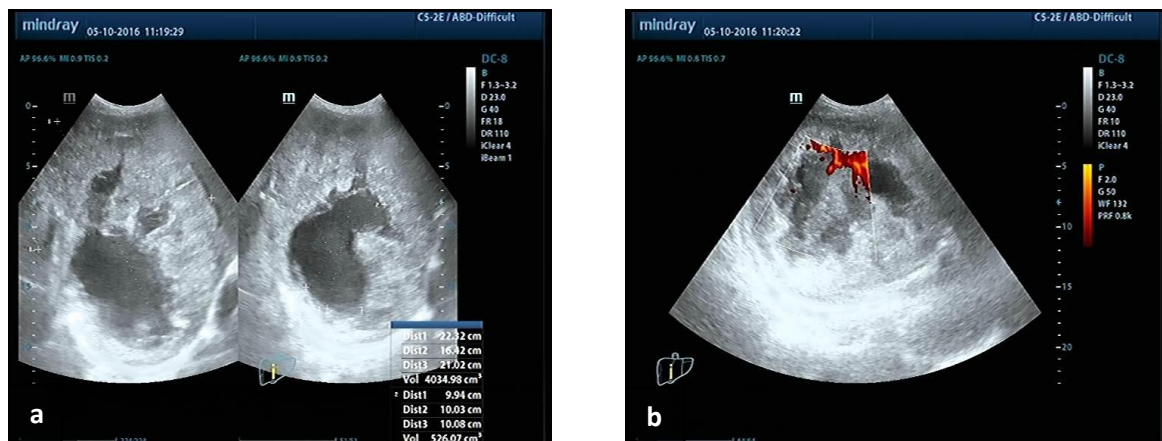 mindray 05-10-2016 11:19:29 C5-2E / ABD-Difficult
AP 96.6% MI 0.9 TIS 0.2 AP 96.6% MI 0.9 TIS 0.2
DC-8
B
F 1.3~3.2
D 23.0
G 40
FR 18
DR 110
iClear 4
iBeam 1
m m
0
5
0
5
10
Dist1 22.32 cm
Dist2 16.42 cm
Dist3 21.02 cm
Vol 4034.98 cm³
2 Dist1 9.94 cm
Dist2 10.03 cm
Dist3 10.08 cm
Vol 526.07 cm³
a
mindray 05-10-2016 11:20:22 C5-2E / ABD-Difficult
AP 96.6% MI 0.8 TIS 0.7
DC-8
B
F 1.3~3.2
D 23.0
G 40
FR 10
DR 110
iClear 4
P
F 2.0
G 50
WF 132
PRF 0.8k
m
0
5
10
15
20
b